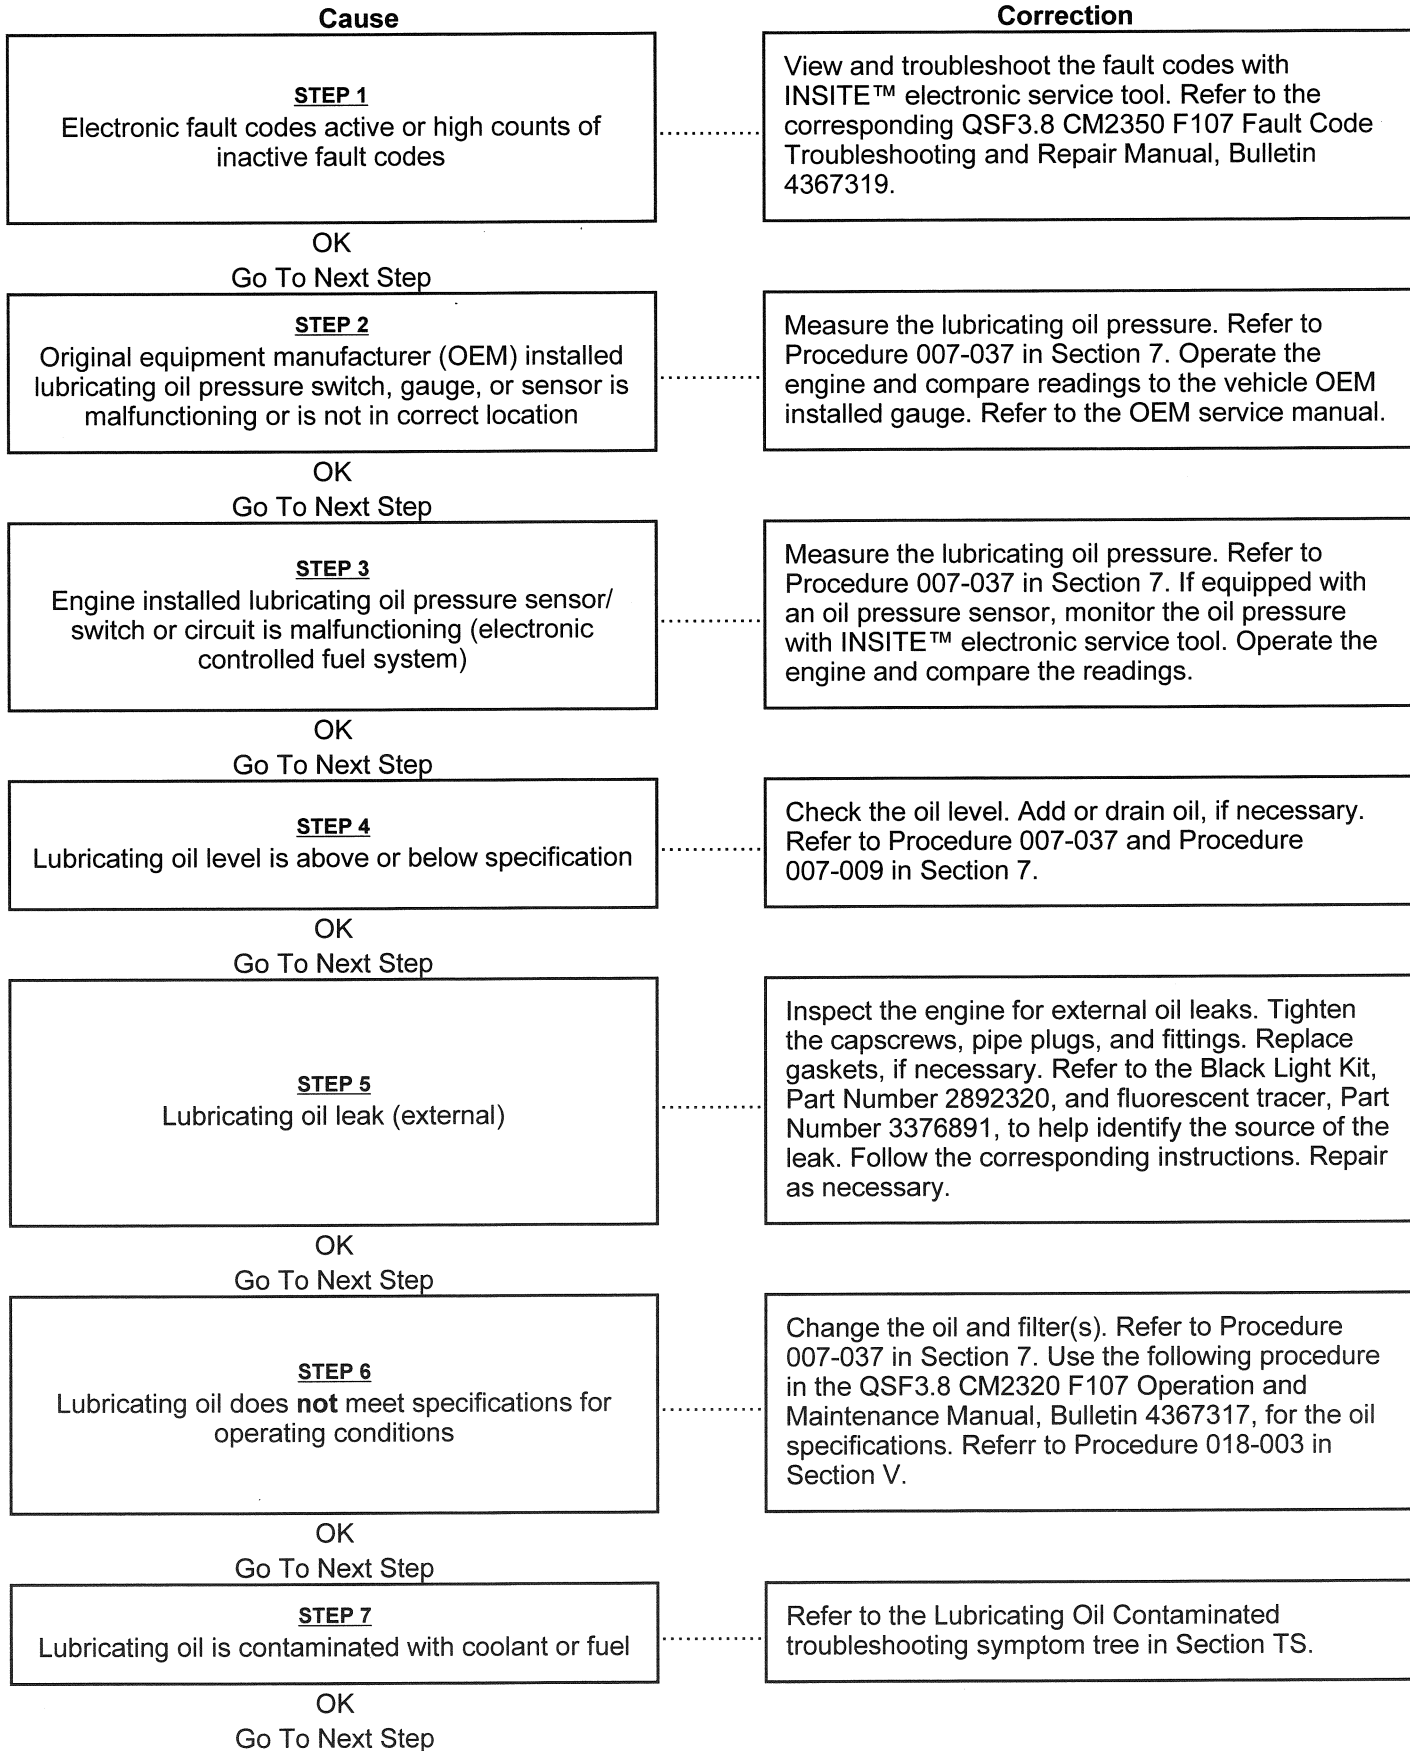 Cause
Correction
STEP 1
Electronic fault codes active or high counts of
inactive fault codes
View and troubleshoot the fault codes with
INSITE™ electronic service tool. Refer to the
corresponding QSF3.8 CM2350 F107 Fault Code
Troubleshooting and Repair Manual, Bulletin
4367319.
OK
Go To Next Step
STEP 2
Original equipment manufacturer (OEM) installed
lubricating oil pressure switch, gauge, or sensor is
malfunctioning or is not in correct location
Measure the lubricating oil pressure. Refer to
Procedure 007-037 in Section 7. Operate the
engine and compare readings to the vehicle OEM
installed gauge. Refer to the OEM service manual.
OK
Go To Next Step
STEP 3
Engine installed lubricating oil pressure sensor/
switch or circuit is malfunctioning (electronic
controlled fuel system)
Measure the lubricating oil pressure. Refer to
Procedure 007-037 in Section 7. If equipped with
an oil pressure sensor, monitor the oil pressure
with INSITE™ electronic service tool. Operate the
engine and compare the readings.
OK
Go To Next Step
STEP 4
Lubricating oil level is above or below specification
Check the oil level. Add or drain oil, if necessary.
Refer to Procedure 007-037 and Procedure
007-009 in Section 7.
OK
Go To Next Step
STEP 5
Lubricating oil leak (external)
Inspect the engine for external oil leaks. Tighten
the capscrews, pipe plugs, and fittings. Replace
gaskets, if necessary. Refer to the Black Light Kit,
Part Number 2892320, and fluorescent tracer, Part
Number 3376891, to help identify the source of the
leak. Follow the corresponding instructions. Repair
as necessary.
OK
Go To Next Step
STEP 6
Lubricating oil does not meet specifications for
operating conditions
Change the oil and filter(s). Refer to Procedure
007-037 in Section 7. Use the following procedure
in the QSF3.8 CM2320 F107 Operation and
Maintenance Manual, Bulletin 4367317, for the oil
specifications. Referr to Procedure 018-003 in
Section V.
OK
Go To Next Step
STEP 7
Lubricating oil is contaminated with coolant or fuel
Refer to the Lubricating Oil Contaminated
troubleshooting symptom tree in Section TS.
OK
Go To Next Step